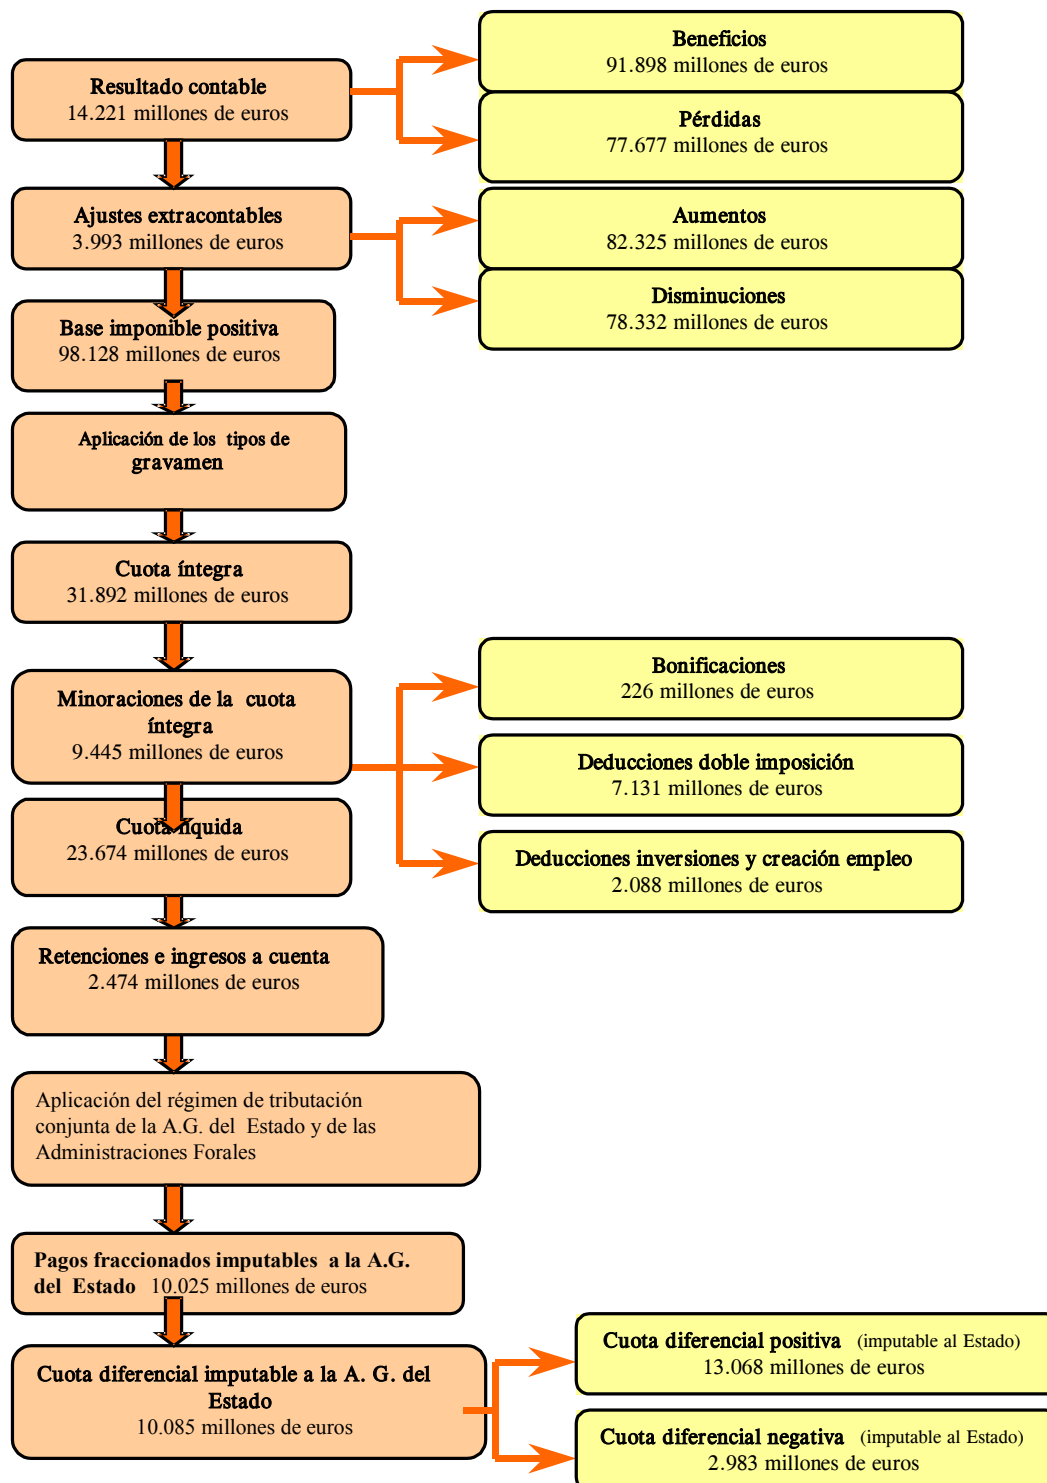 Resultado contable
14.221 millones de euros
Beneficios
91.898 millones de euros
Pérdidas
77.677 millones de euros
Ajustes extracontables
3.993 millones de euros
Aumentos
82.325 millones de euros
Disminuciones
78.332 millones de euros
Base imponible positiva
98.128 millones de euros
Aplicación de los tipos de
gravamen
Cuota íntegra
31.892 millones de euros
Minoraciones de la cuota
íntegra
9.445 millones de euros
Bonificaciones
226 millones de euros
Deducciones doble imposición
7.131 millones de euros
Deducciones inversiones y creación empleo
2.088 millones de euros
Cuota líquida
23.674 millones de euros
Retenciones e ingresos a cuenta
2.474 millones de euros
Aplicación del régimen de tributación
conjunta de la A.G. del Estado y de las
Administraciones Forales
Pagos fraccionados imputables a la A.G.
del Estado 10.025 millones de euros
Cuota diferencial imputable a la A. G. del
Estado
10.085 millones de euros
Cuota diferencial positiva (imputable al Estado)
13.068 millones de euros
Cuota diferencial negativa (imputable al Estado)
2.983 millones de euros